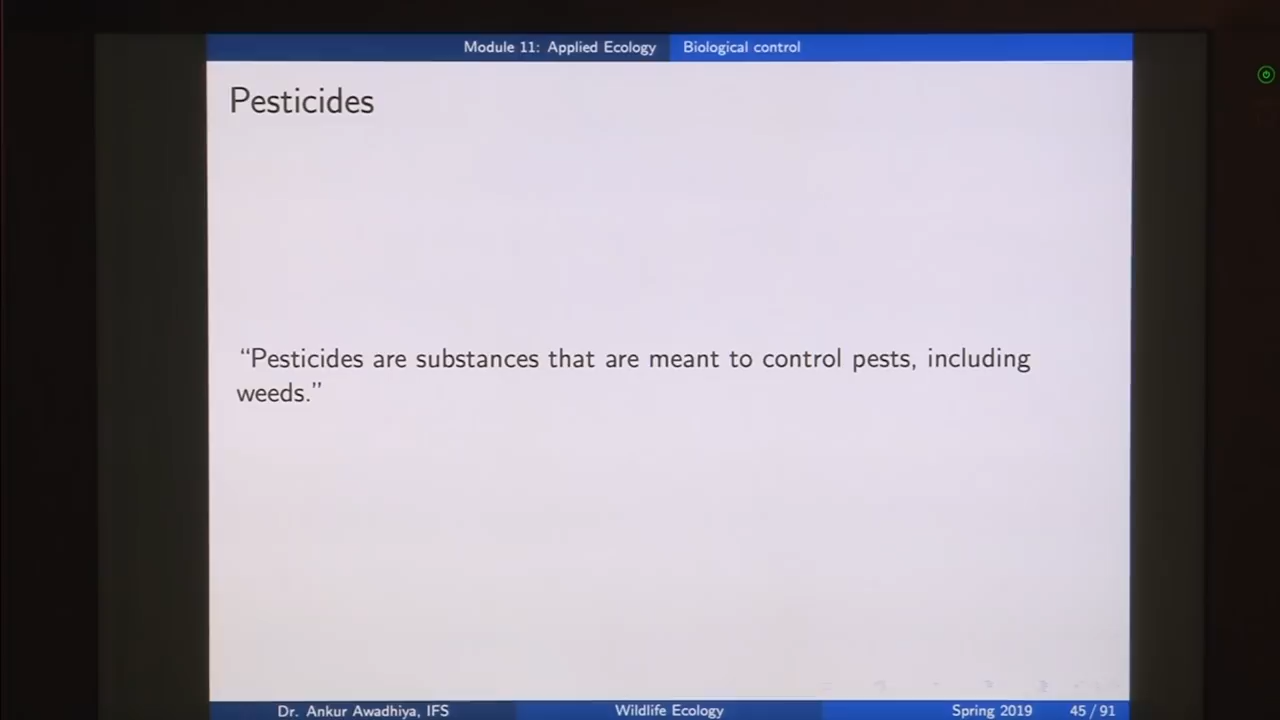 Module 11: Applied Ecology Biological control
Pesticides
“Pesticides are substances that are meant to control pests, including
weeds.”
Dr. Ankur Awadhiya, IFS Wildlife Ecology Spring 2019 45 / 91